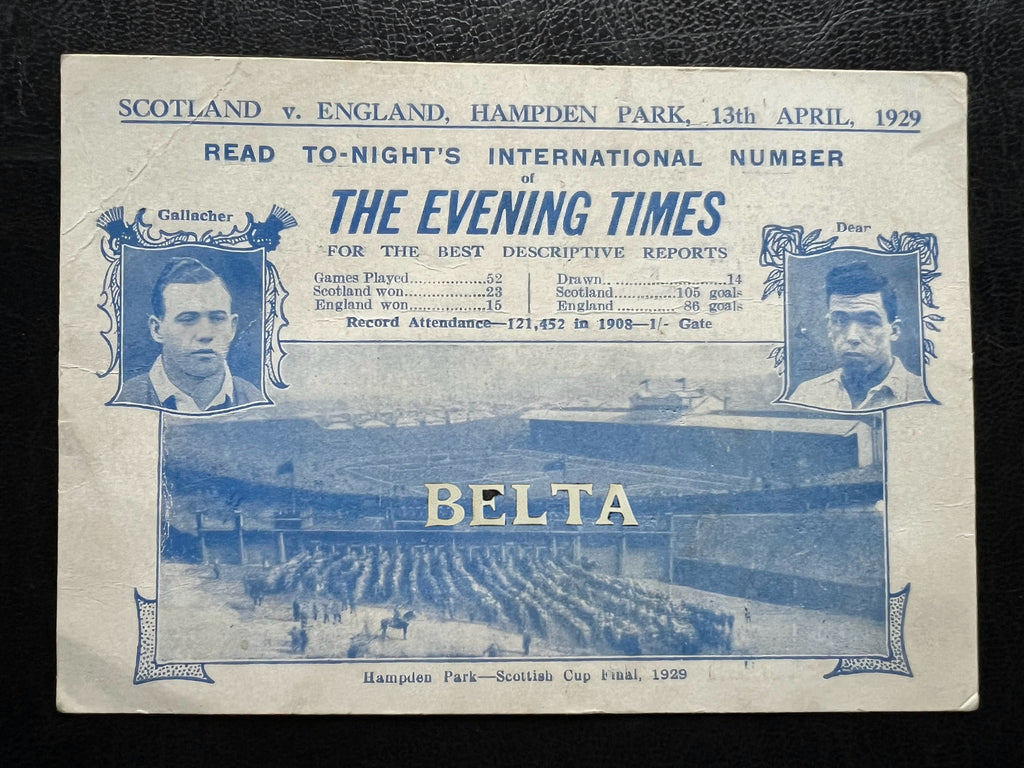 SCOTLAND v. ENGLAND, HAMPDEN PARK, 13th APRIL, 1929
READ TO-NIGHT'S INTERNATIONAL NUMBER
of
THE EVENING TIMES
FOR THE BEST DESCRIPTIVE REPORTS
Gallacher
Dear
Games Played..............52
Scotland won..............23
England won..............15
Drawn.......................14
Scotland............105 goals
England.............. 86 goals
Record Attendance—121,452 in 1908—1/- Gate
BELTA
Hampden Park—Scottish Cup Final, 1929